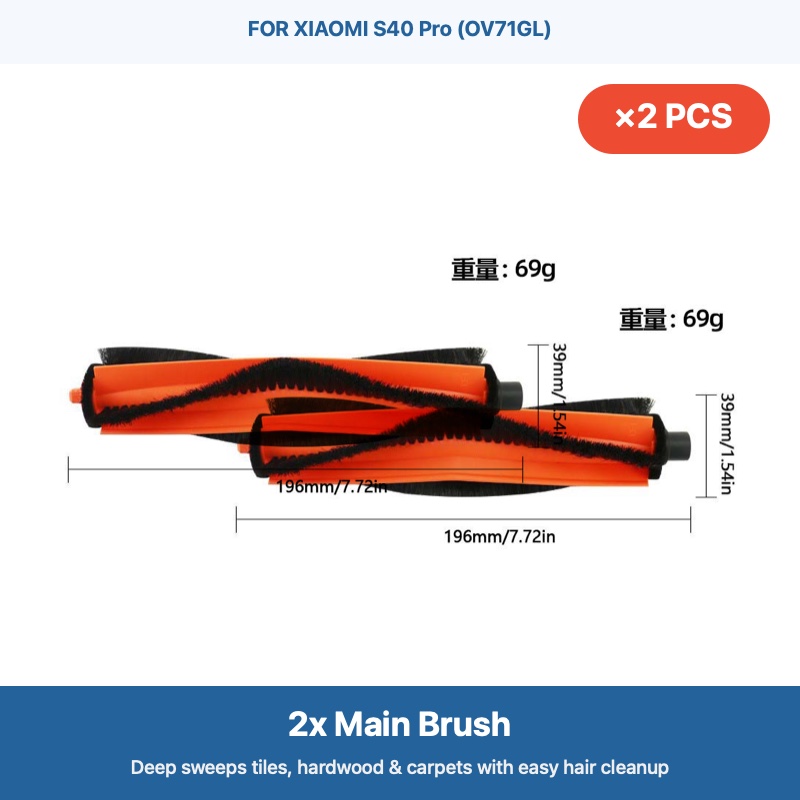 FOR XIAOMI S40 Pro (OV71GL)
×2 PCS
重量: 69g
重量: 69g
39mm/1.54in
39mm/1.54in
196mm/7.72in
196mm/7.72in
2x Main Brush
Deep sweeps tiles, hardwood & carpets with easy hair cleanup